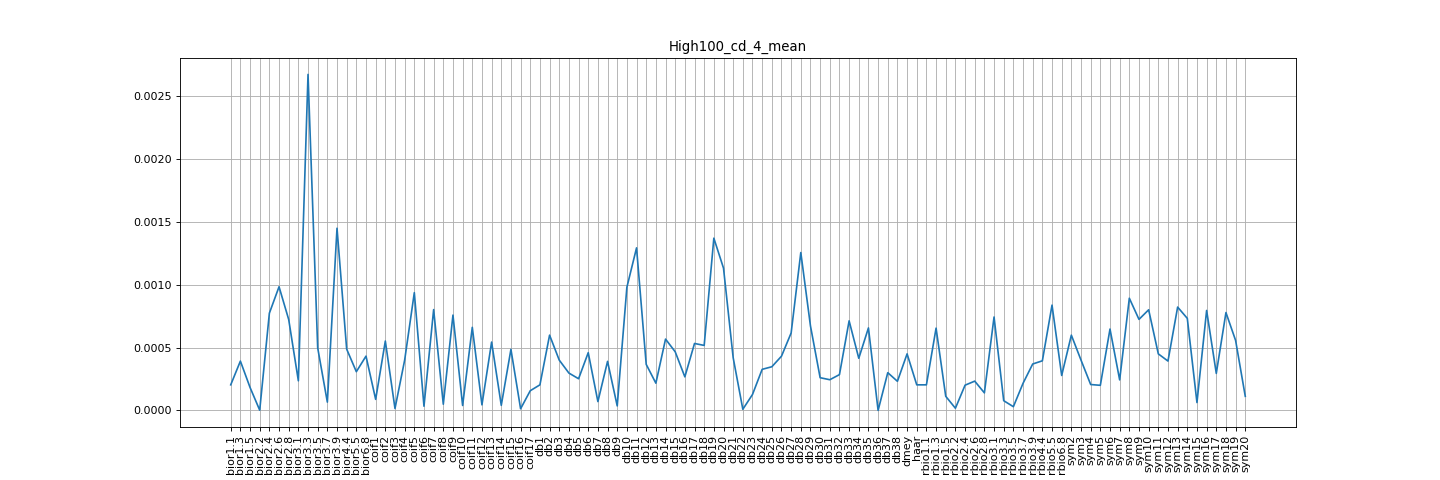 High100_cd_4_mean
0.0025
0.0020
0.0015
0.0010
0.0005
0.0000
bior1.1
bior1.3
bior1.5
bior2.2
bior2.4
bior2.6
bior2.8
bior3.1
bior3.3
bior3.5
bior3.7
bior3.9
bior4.4
bior5.5
bior6.8
coif1
coif2
coif3
coif4
coif5
coif6
coif7
coif8
coif9
coif10
coif11
coif12
coif13
coif14
coif15
coif16
coif17
db1
db2
db3
db4
db5
db6
db7
db8
db9
db10
db11
db12
db13
db14
db15
db16
db17
db18
db19
db20
db21
db22
db23
db24
db25
db26
db27
db28
db29
db30
db31
db32
db33
db34
db35
db36
db37
db38
dmey
haar
rbio1.1
rbio1.3
rbio1.5
rbio2.2
rbio2.4
rbio2.6
rbio2.8
rbio3.1
rbio3.3
rbio3.5
rbio3.7
rbio3.9
rbio4.4
rbio5.5
rbio6.8
sym2
sym3
sym4
sym5
sym6
sym7
sym8
sym9
sym10
sym11
sym12
sym13
sym14
sym15
sym16
sym17
sym18
sym19
sym20